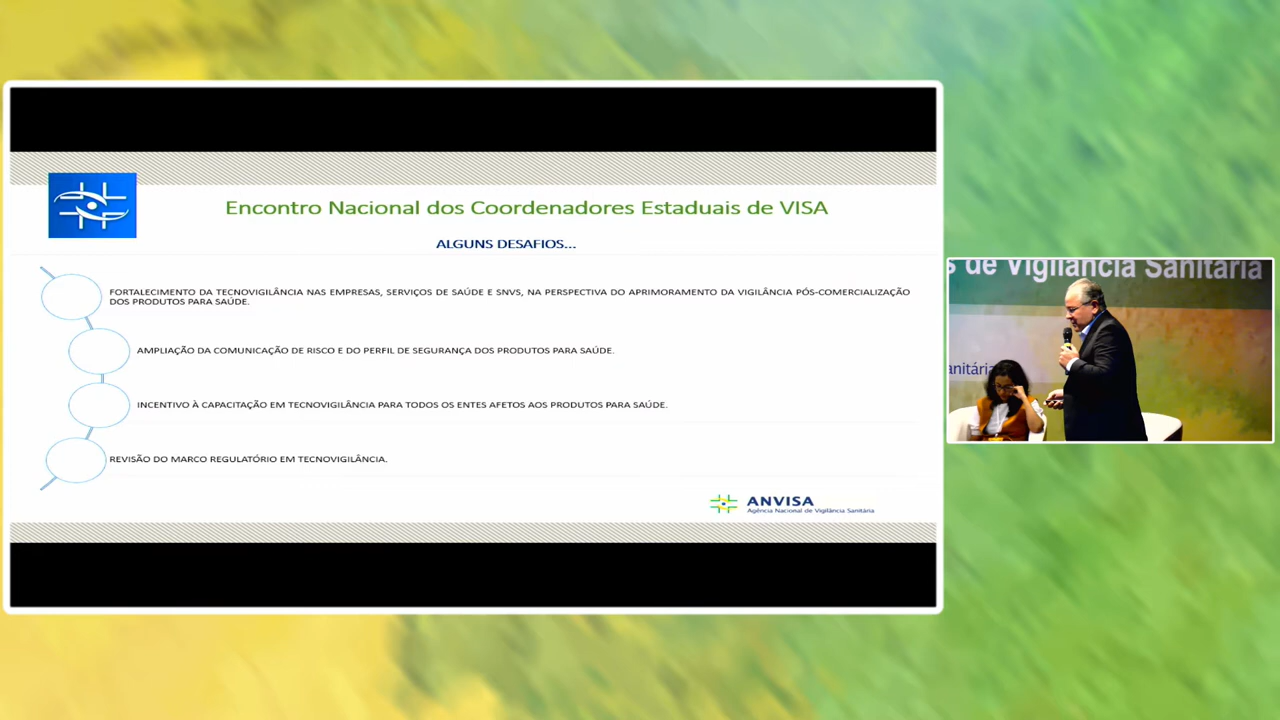 Encontro Nacional dos Coordenadores Estaduais de VISA
ALGUNS DESAFIOS...
FORTALECIMENTO DA TECNOVIGILÂNCIA NAS EMPRESAS, SERVIÇOS DE SAÚDE E SNVS, NA PERSPECTIVA DO APRIMORAMENTO DA VIGILÂNCIA PÓS-COMERCIALIZAÇÃO
DOS PRODUTOS PARA SAÚDE.
AMPLIAÇÃO DA COMUNICAÇÃO DE RISCO E DO PERFIL DE SEGURANÇA DOS PRODUTOS PARA SAÚDE.
INCENTIVO À CAPACITAÇÃO EM TECNOVIGILÂNCIA PARA TODOS OS ENTES AFETOS AOS PRODUTOS PARA SAÚDE.
REVISÃO DO MARCO REGULATÓRIO EM TECNOVIGILÂNCIA.
ANVISA
Agência Nacional de Vigilância Sanitária
s de Vigilância Sanitária
anitária